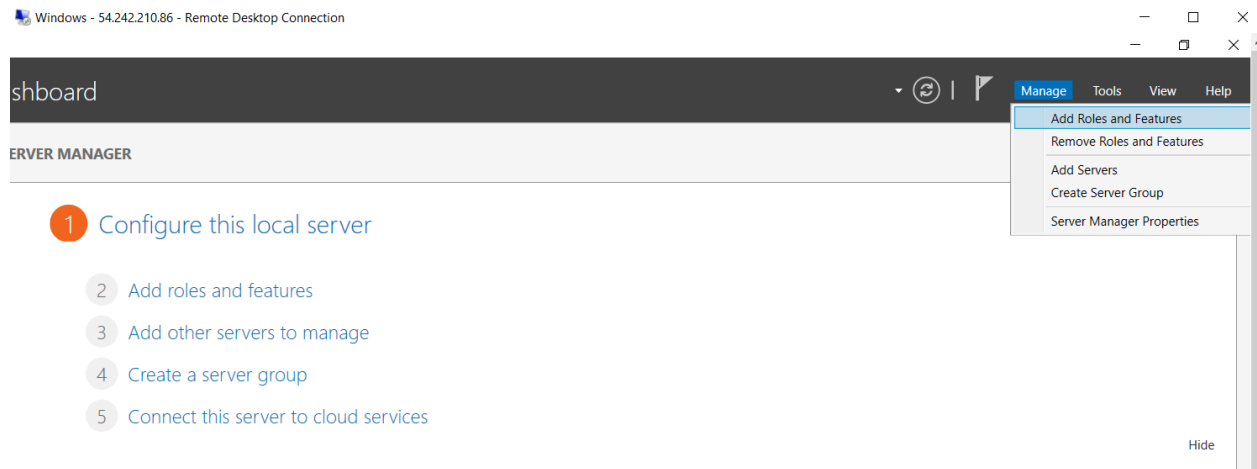 Windows - 54.242.210.86 - Remote Desktop Connection
shboard
Manage Tools View Help
Add Roles and Features
Remove Roles and Features
Add Servers
Create Server Group
Server Manager Properties
ERVER MANAGER
1 Configure this local server
2 Add roles and features
3 Add other servers to manage
4 Create a server group
5 Connect this server to cloud services
Hide